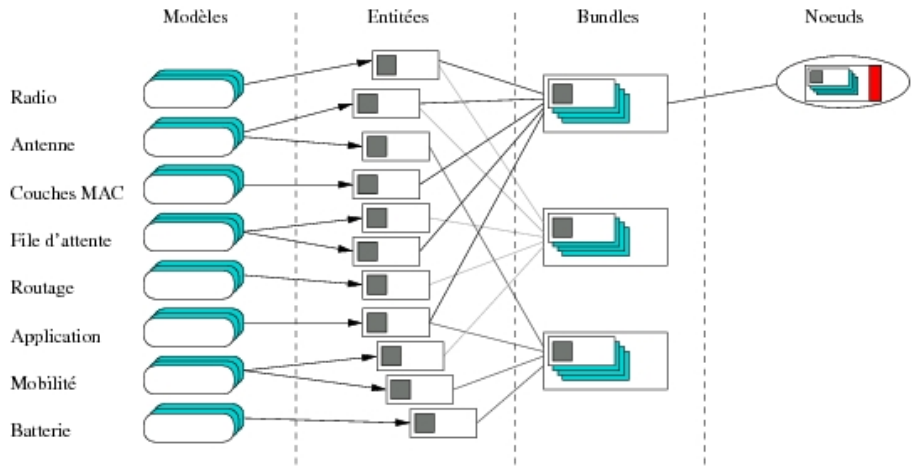 Modèles
Entitées
Bundles
Noeuds
Radio
Antenne
Couches MAC
File d'attente
Routage
Application
Mobilité
Batterie